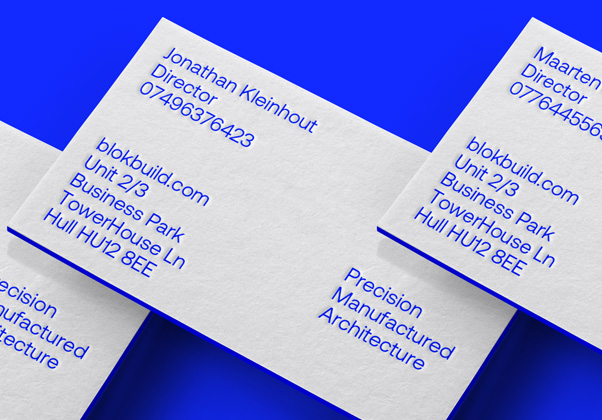 Jonathan Kleinhout
Director
07496376423
blokbuild.com
Unit 2/3
Business Park
TowerHouse Ln
Hull HU12 8EE
Precision
Manufactured
Architecture
Maarten
Director
blokbuild.com
Unit 2/3
Business Park
TowerHouse Ln
Hull HU12 8EE